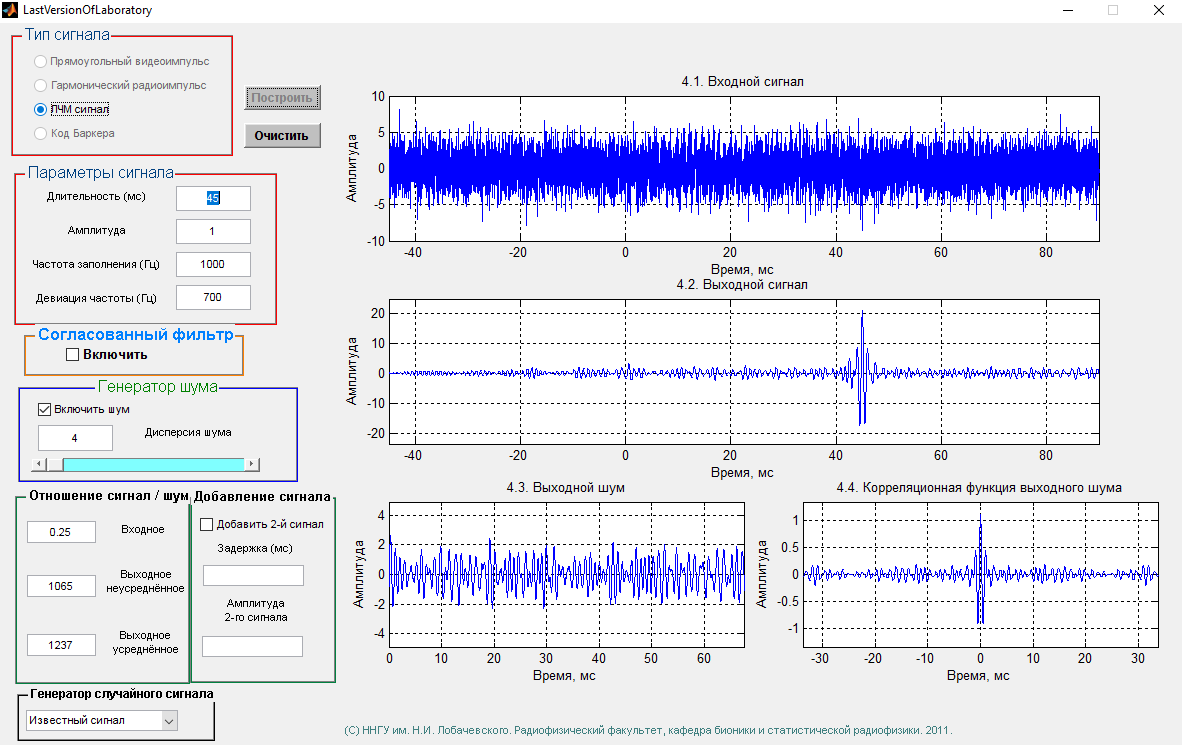 LastVersionOfLaboratory
Тип сигнала
Прямоугольный видеоимпульс
Гармонический радиоимпульс
ЛЧМ сигнал
Код Баркера
Построить
Очистить
Параметры сигнала
Длительность (мс)
45
Амплитуда
1
Частота заполнения (Гц)
1000
Девиация частоты (Гц)
700
Согласованный фильтр
Включить
Генератор шума
Включить шум
4
Дисперсия шума
Отношение сигнал / шум
0.25
Входное
1065
Выходное
неусреднённое
1237
Выходное
усреднённое
Добавление сигнала
Добавить 2-й сигнал
Задержка (мс)
Амплитуда
2-го сигнала
Генератор случайного сигнала
Известный сигнал
4.1. Входной сигнал
Амплитуда
10
5
0
-5
-10
-40 -20 0 20 40 60 80
Время, мс
4.2. Выходной сигнал
Амплитуда
20
10
0
-10
-20
-40 -20 0 20 40 60 80
Время, мс
4.3. Выходной шум
Амплитуда
4
2
0
-2
-4
0 10 20 30 40 50 60
Время, мс
4.4. Корреляционная функция выходного шума
Амплитуда
1
0.5
0
-0.5
-1
-30 -20 -10 0 10 20 30
Время, мс
(С) ННГУ им. Н.И. Лобачевского. Радиофизический факультет, кафедра бионики и статистической радиофизики. 2011.